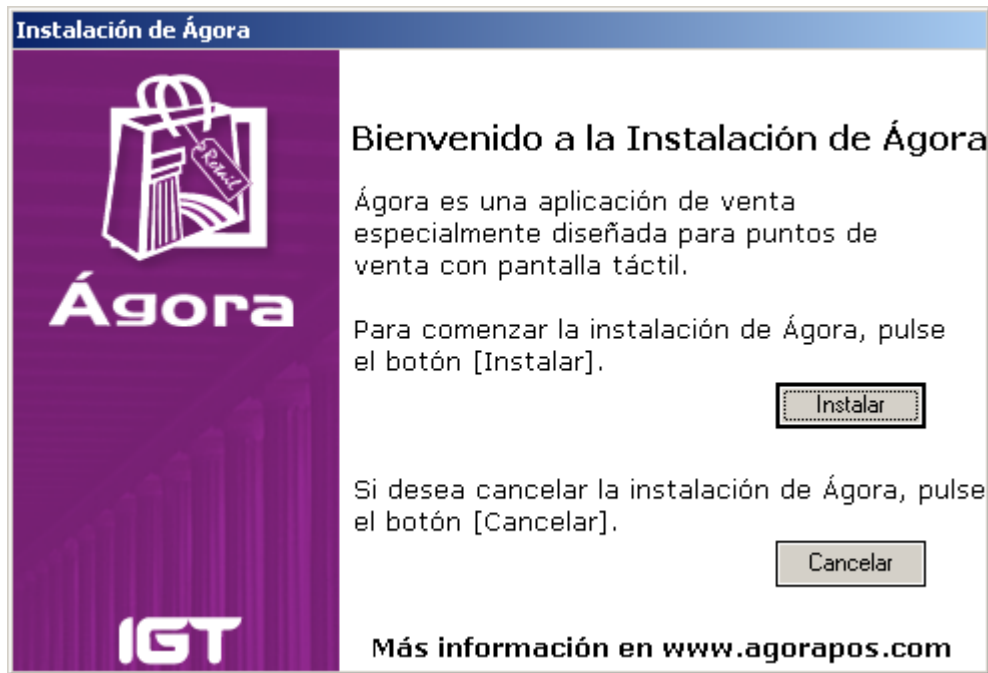 Instalación de Ágora
Retail
Ágora
IGT
Bienvenido a la Instalación de Ágora
Ágora es una aplicación de venta
especialmente diseñada para puntos de
venta con pantalla táctil.
Para comenzar la instalación de Ágora, pulse
el botón [Instalar].
Instalar
Si desea cancelar la instalación de Ágora, pulse
el botón [Cancelar].
Cancelar
Más información en www.agorapos.com